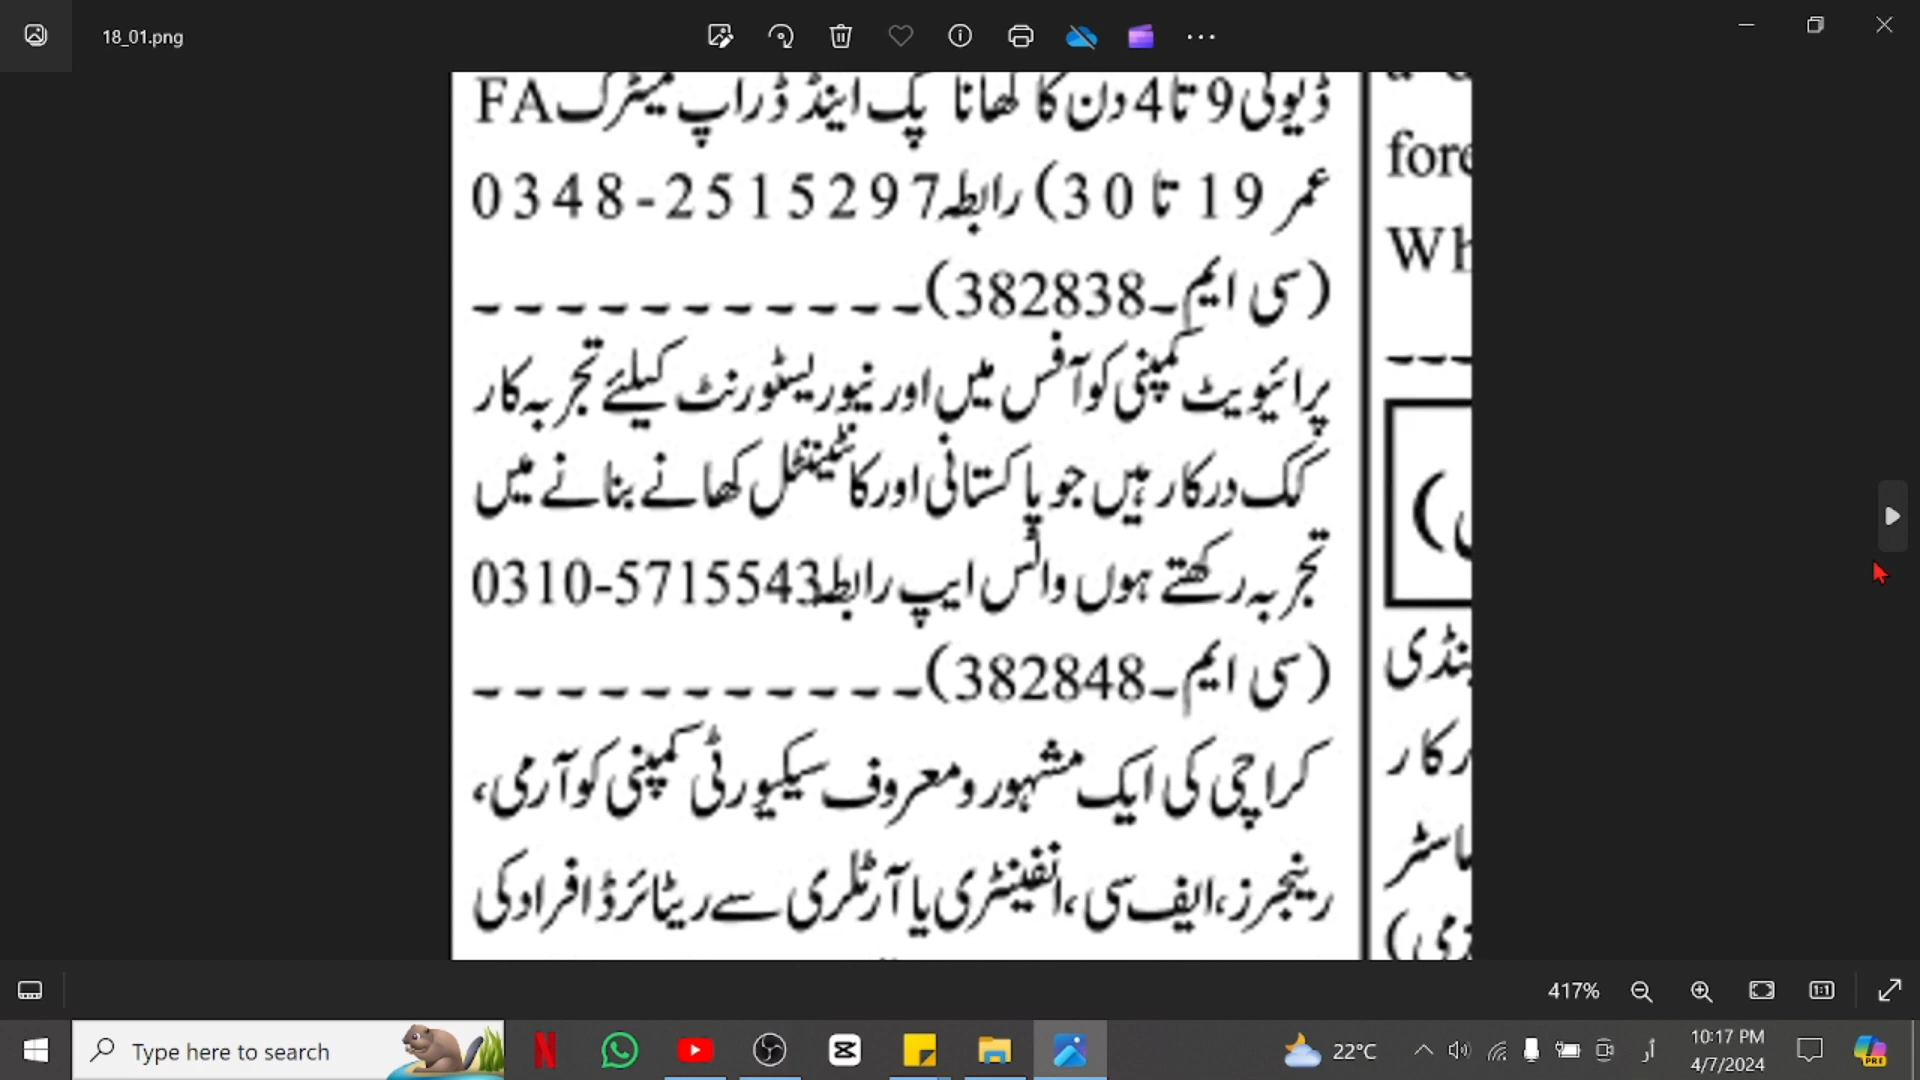 18_01.png
ڈیوٹی 9 تا 4 دن کا کھانا پک اینڈ ڈراپ میٹرک FA
عمر 19 تا 30) رابطہ 0348-2515297
(سی ایم۔382838)۔۔۔۔۔۔۔۔۔۔۔
پرائیویٹ کمپنی کو آفس میں اور نیو ریسٹورنٹ کیلئے تجربہ کار
کک درکار ہیں جو پاکستانی اور کانٹیننٹل کھانے بنانے میں
تجربہ رکھتے ہوں واٹس ایپ رابطہ 0310-5715543
(سی ایم۔382848)۔۔۔۔۔۔۔۔۔۔۔
کراچی کی ایک مشہور و معروف سیکیورٹی کمپنی کو آرمی،
رینجرز، ایف سی، انفینٹری یا آرٹلری سے ریٹائرڈ افراد کی
417%
Type here to search
22°C
10:17 PM
4/7/2024